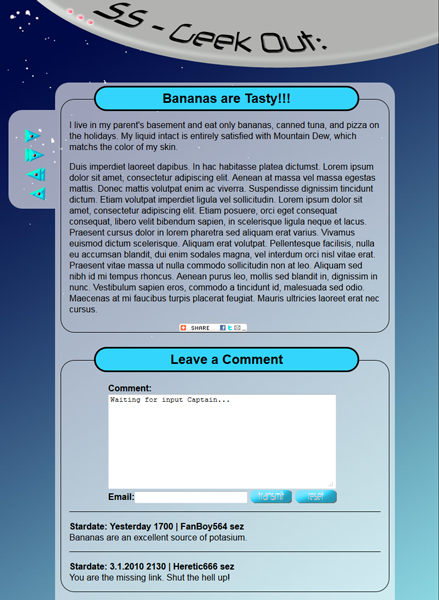 SS - Geek Out:
Bananas are Tasty!!!
I live in my parent's basement and eat only bananas, canned tuna, and pizza on
the holidays. My liquid intact is entirely satisfied with Mountain Dew, which
matchs the color of my skin.
Duis imperdiet laoreet dapibus. In hac habitasse platea dictumst. Lorem ipsum
dolor sit amet, consectetur adipiscing elit. Aenean at massa vel massa egestas
mattis. Donec mattis volutpat enim ac viverra. Suspendisse dignissim tincidunt
dictum. Etiam volutpat imperdiet ligula vel sollicitudin. Lorem ipsum dolor sit
amet, consectetur adipiscing elit. Etiam posuere, orci eget consequat
consequat, libero velit bibendum sapien, in scelerisque ligula neque et lacus.
Praesent cursus dolor in lorem pharetra sed aliquam erat varius. Vivamus
euismod dictum scelerisque. Aliquam erat volutpat. Pellentesque facilisis, nulla
eu accumsan blandit, dui enim sodales magna, vel interdum orci nisl vitae erat.
Praesent vitae massa ut nulla commodo sollicitudin non at leo. Aliquam sed
nibh id mi tempus rhoncus. Aenean purus leo, mollis sed blandit in, dignissim in
nunc. Vestibulum sapien eros, commodo a tincidunt id, malesuada sed odio.
Maecenas at mi faucibus turpis placerat feugiat. Mauris ultricies laoreet erat nec
cursus.
SHARE
Leave a Comment
Comment:
Waiting for input Captain...
Email:
transmit reset
Stardate: Yesterday 1700 | FanBoy564 sez
Bananas are an excellent source of potasium.
Stardate: 3.1.2010 2130 | Heretic666 sez
You are the missing link. Shut the hell up!